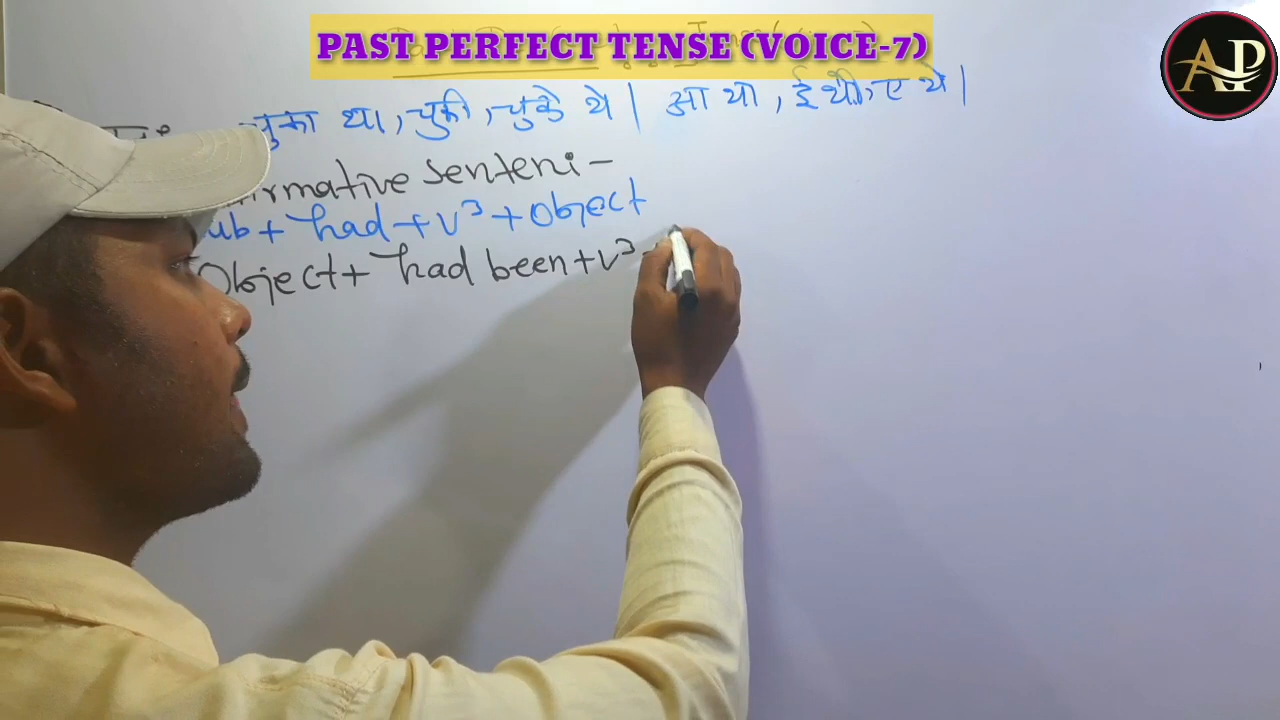 PAST PERFECT TENSE (VOICE-7)
AP
चुका था, चुकी, चुके थे | आ था, ई थी, ए थे |
rmative Senten:-
ub + had + V³ + Object
Object + had been + V³